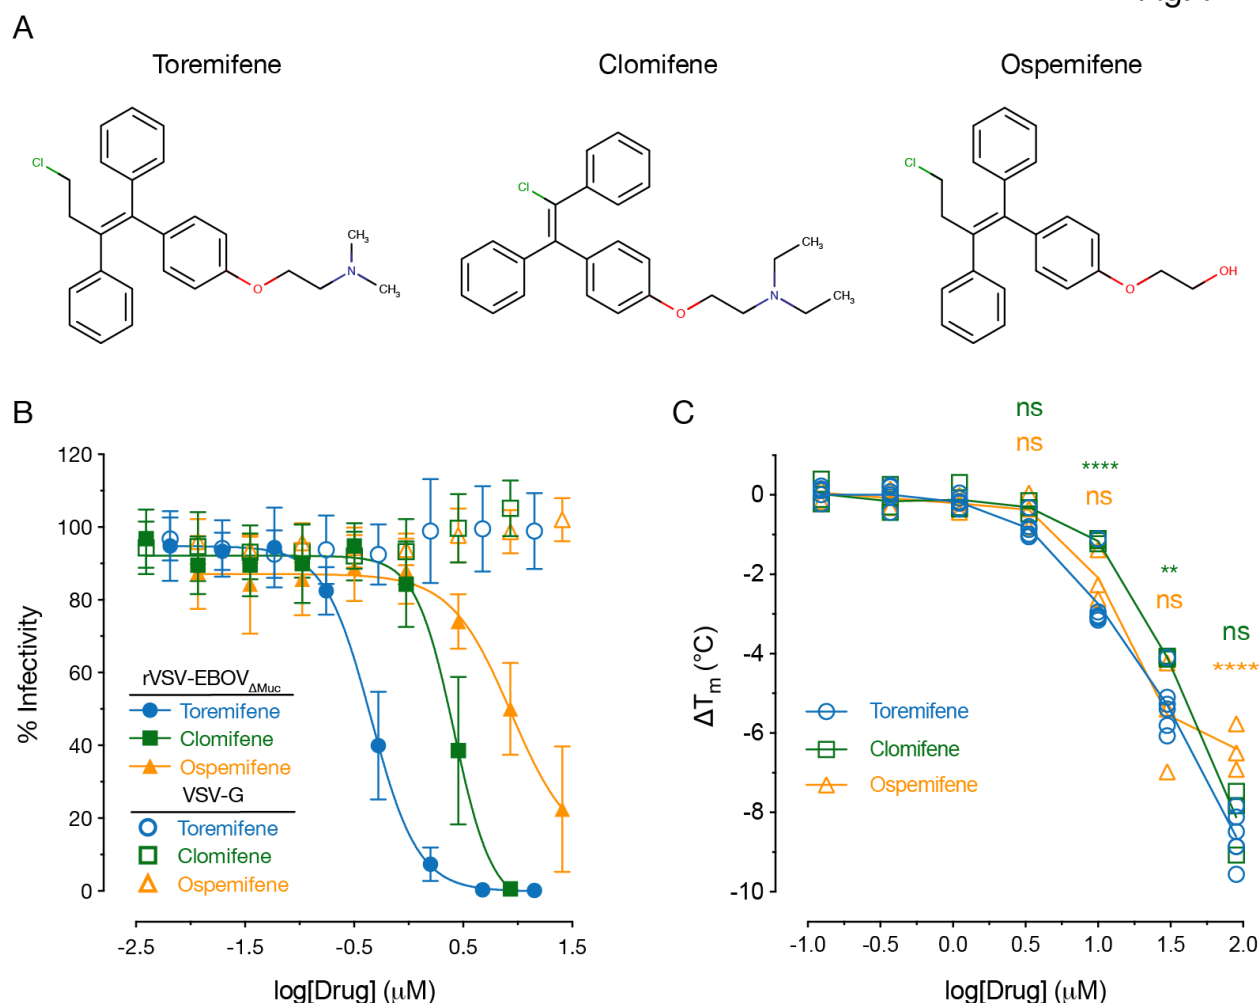 A
Toremifene
Clomifene
Ospemifene
Cl
O
N
CH3
CH3
Cl
O
N
CH3
CH3
Cl
O
OH
B
% Infectivity
120
100
80
60
40
20
0
rVSV-EBOVΔMuc
Toremifene
Clomifene
Ospemifene
VSV-G
Toremifene
Clomifene
Ospemifene
-2.5 -1.5 -0.5 0.5 1.5
log[Drug] (μM)
C
ns
ns
****
ns
**
ns
ns
****
ΔTm (°C)
0
-2
-4
-6
-8
-10
Toremifene
Clomifene
Ospemifene
-1.0 -0.5 0.0 0.5 1.0 1.5 2.0
log[Drug] (μM)